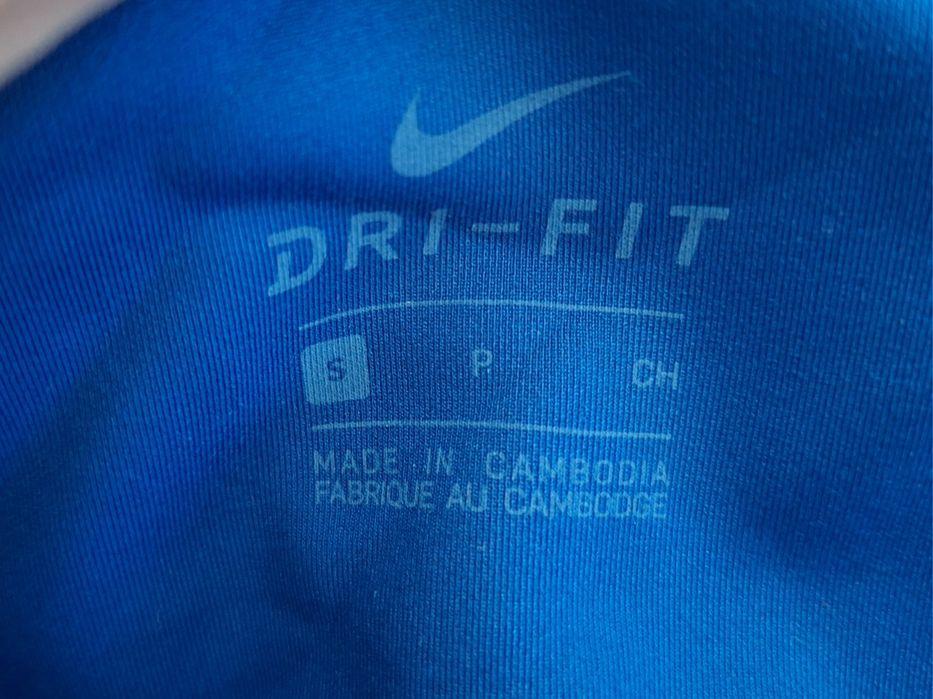 DRI-FIT
S P CH
MADE IN CAMBODIA
FABRIQUE AU CAMBODGE